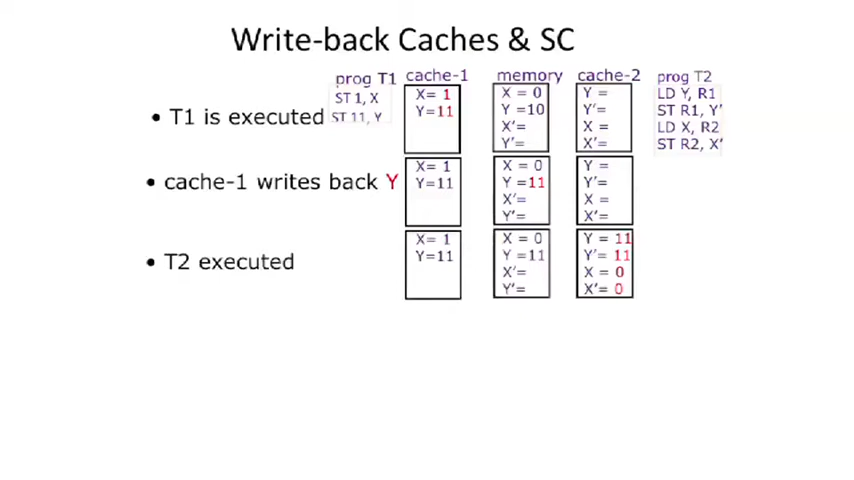 Write-back Caches & SC
prog T1 cache-1 memory cache-2 prog T2
ST 1, X
ST 11, Y
X= 1
Y=11
X = 0
Y =10
X'=
Y'=
Y =
Y'=
X =
X'=
LD Y, R1
ST R1, Y'
LD X, R2
ST R2, X'
• T1 is executed
• cache-1 writes back Y
X= 1
Y=11
X = 0
Y =11
X'=
Y'=
Y =
Y'=
X =
X'=
• T2 executed
X= 1
Y=11
X = 0
Y =11
X'=
Y'=
Y = 11
Y'= 11
X = 0
X'= 0